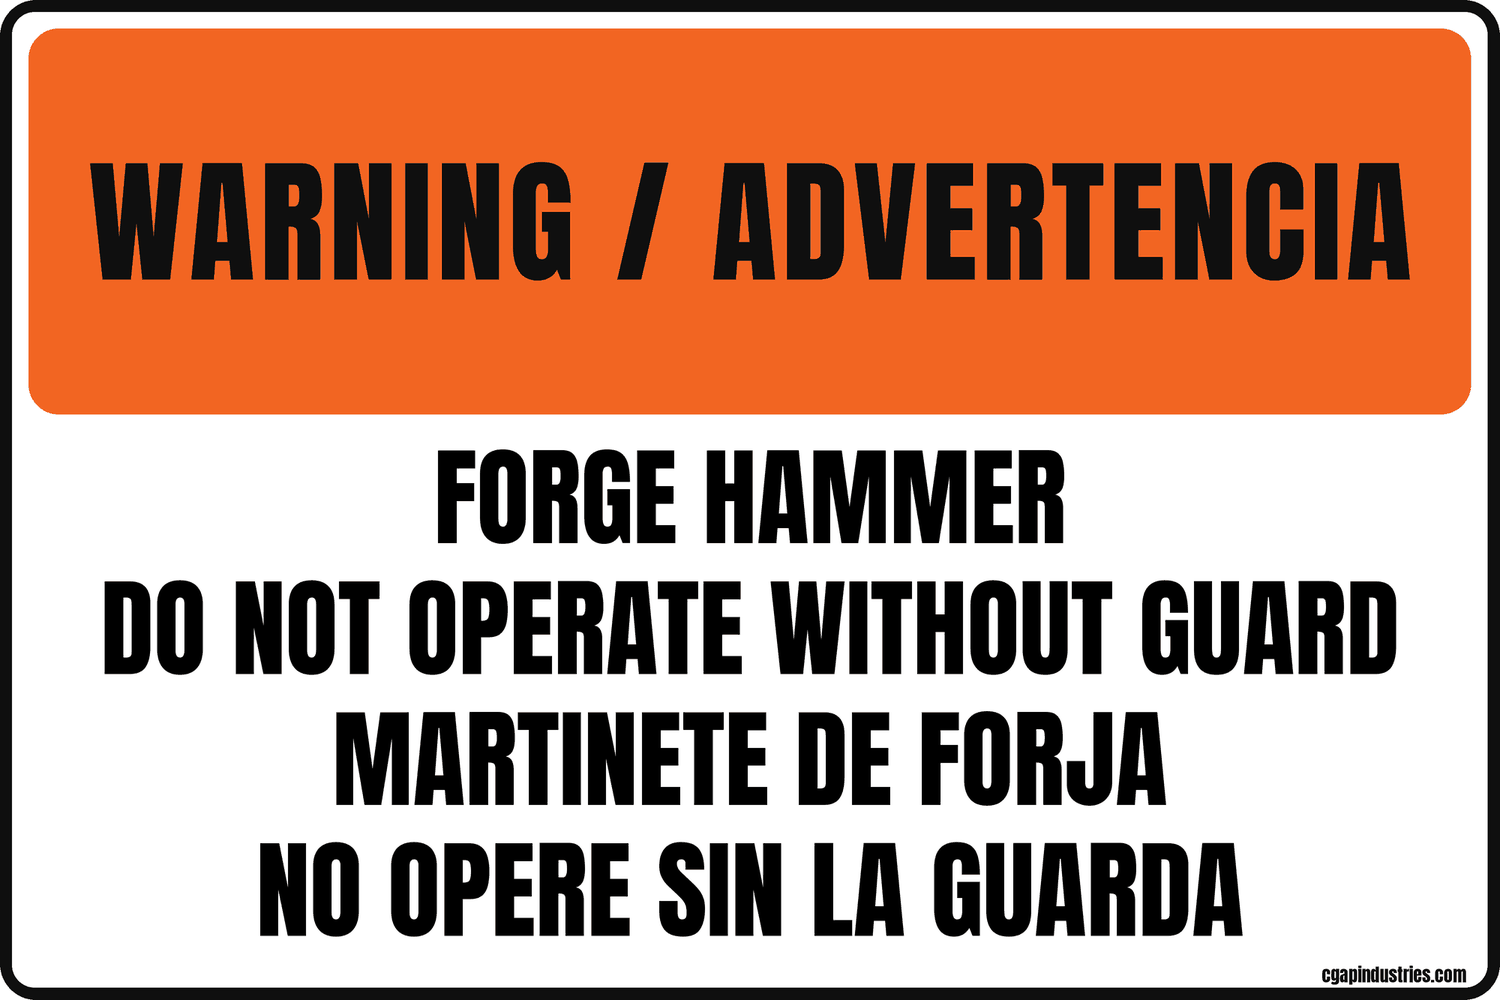 WARNING / ADVERTENCIA
FORGE HAMMER
DO NOT OPERATE WITHOUT GUARD
MARTINETE DE FORJA
NO OPERE SIN LA GUARDA
cgapindustries.com